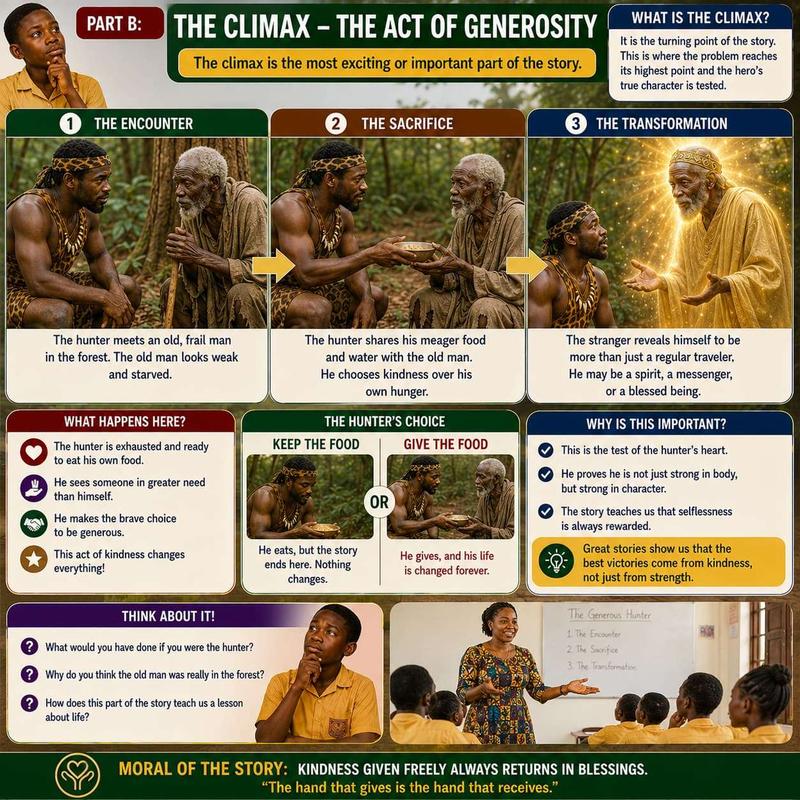 PART B:
THE CLIMAX – THE ACT OF GENEROSITY
The climax is the most exciting or important part of the story.
WHAT IS THE CLIMAX?
It is the turning point of the story.
This is where the problem reaches
its highest point and the hero's
true character is tested.
1 THE ENCOUNTER
The hunter meets an old, frail man
in the forest. The old man looks weak
and starved.
2 THE SACRIFICE
The hunter shares his meager food
and water with the old man.
He chooses kindness over his
own hunger.
3 THE TRANSFORMATION
The stranger reveals himself to be
more than just a regular traveler,
He may be a spirit, a messenger,
or a blessed being.
WHAT HAPPENS HERE?
The hunter is exhausted and ready
to eat his own food.
He sees someone in greater need
than himself.
He makes the brave choice
to be generous.
This act of kindness changes
everything!
THE HUNTER'S CHOICE
KEEP THE FOOD
He eats, but the story
ends here. Nothing
changes.
OR
GIVE THE FOOD
He gives, and his life
is changed forever.
WHY IS THIS IMPORTANT?
This is the test of the hunter's heart.
He proves he is not just strong in body,
but strong in character.
The story teaches us that selflessness
is always rewarded.
Great stories show us that the
best victories come from kindness,
not just from strength.
THINK ABOUT IT!
? What would you have done if you were the hunter?
? Why do you think the old man was really in the forest?
? How does this part of the story teach us a lesson
about life?
The Generous Hunter
1. The Encounter
2. The Sacrifice
3. The Transformation
MORAL OF THE STORY: KINDNESS GIVEN FREELY ALWAYS RETURNS IN BLESSINGS.
"The hand that gives is the hand that receives."